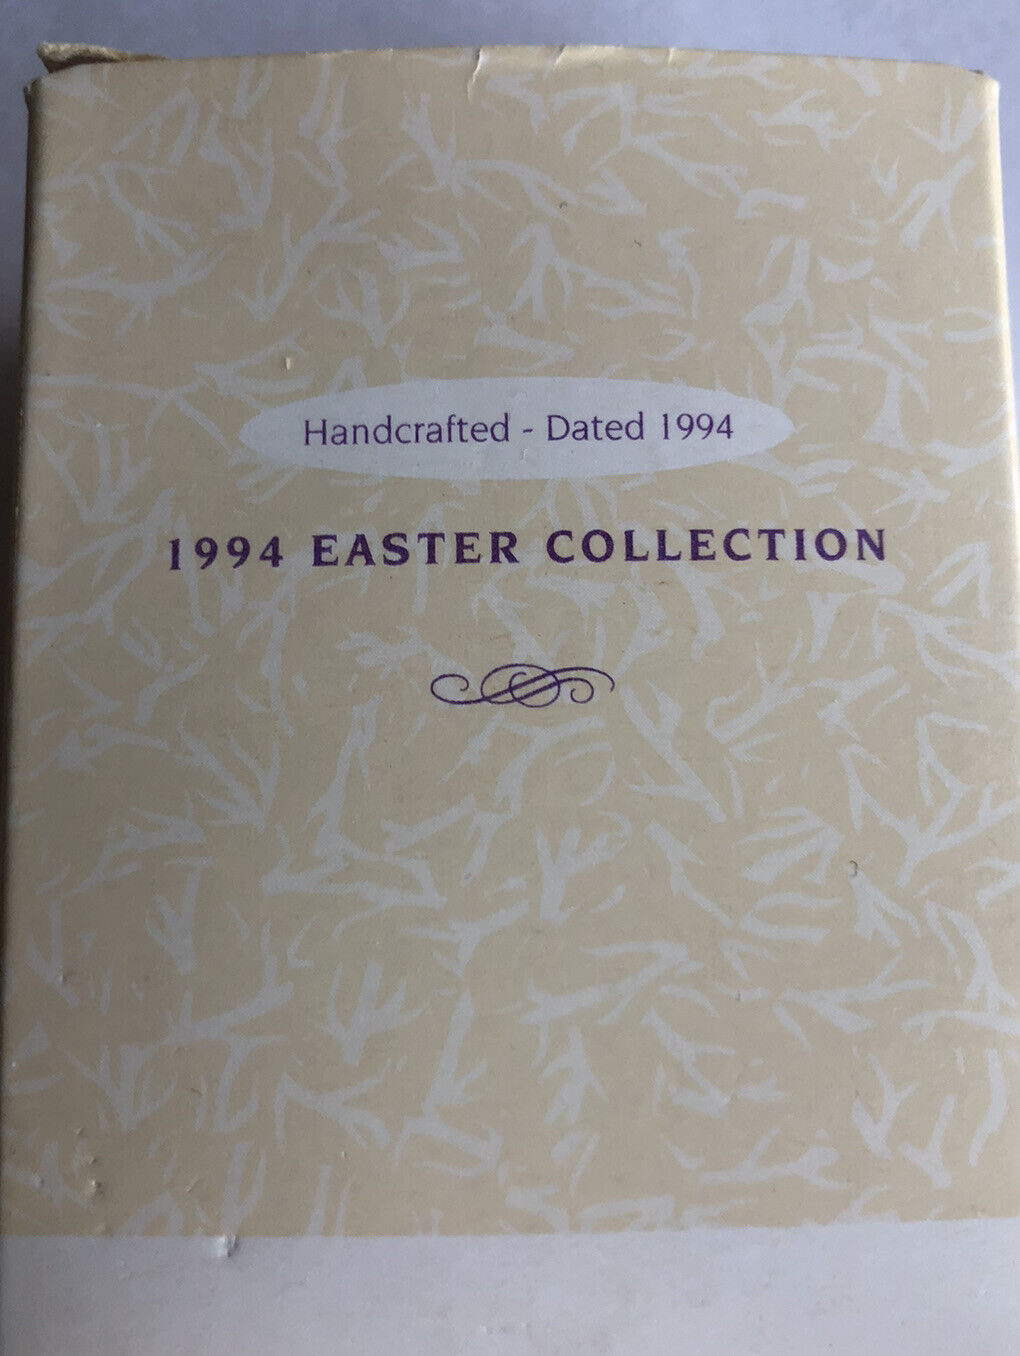 Handcrafted - Dated 1994
1994 EASTER COLLECTION